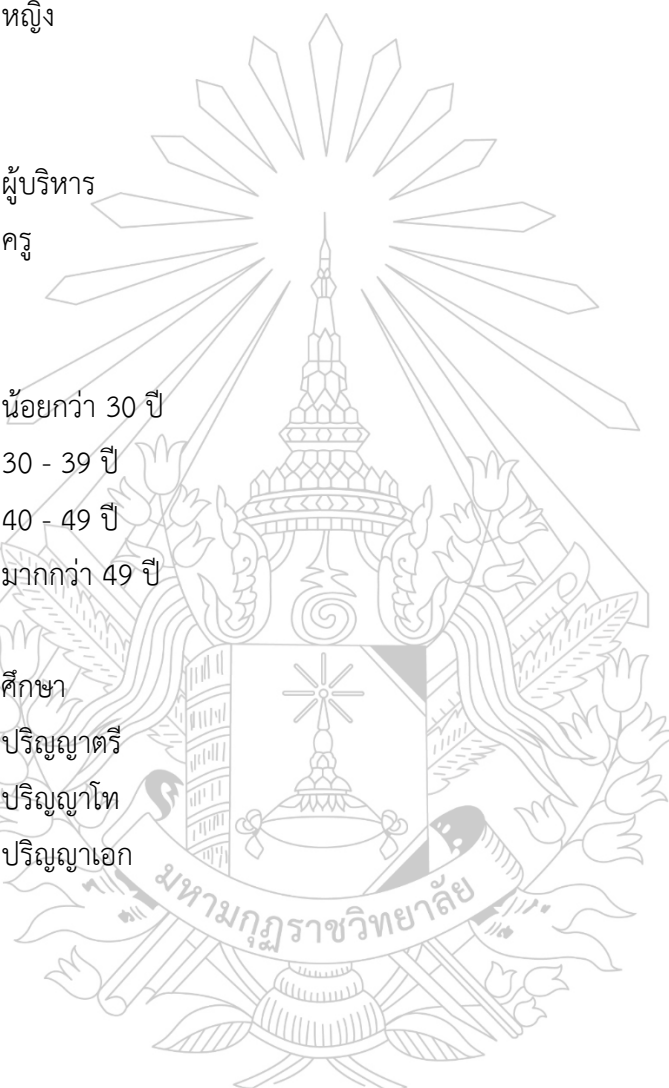 หญิง
ผู้บริหาร
ครู
น้อยกว่า 30 ปี
30 - 39 ปี
40 - 49 ปี
มากกว่า 49 ปี
ศึกษา
ปริญญาตรี
ปริญญาโท
ปริญญาเอก
มหามกุฏราชวิทยาลัย